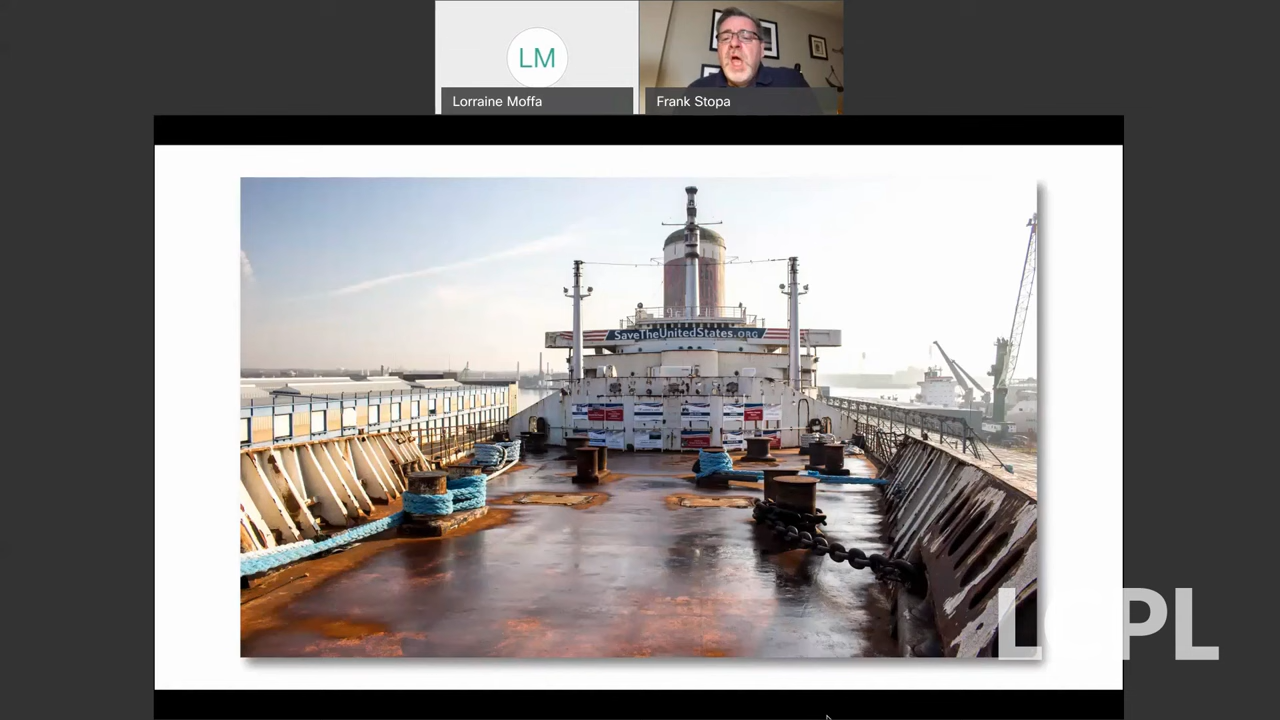 LM
Lorraine Moffa
Frank Stopa
SaveTheUnitedStates.org
LCPL